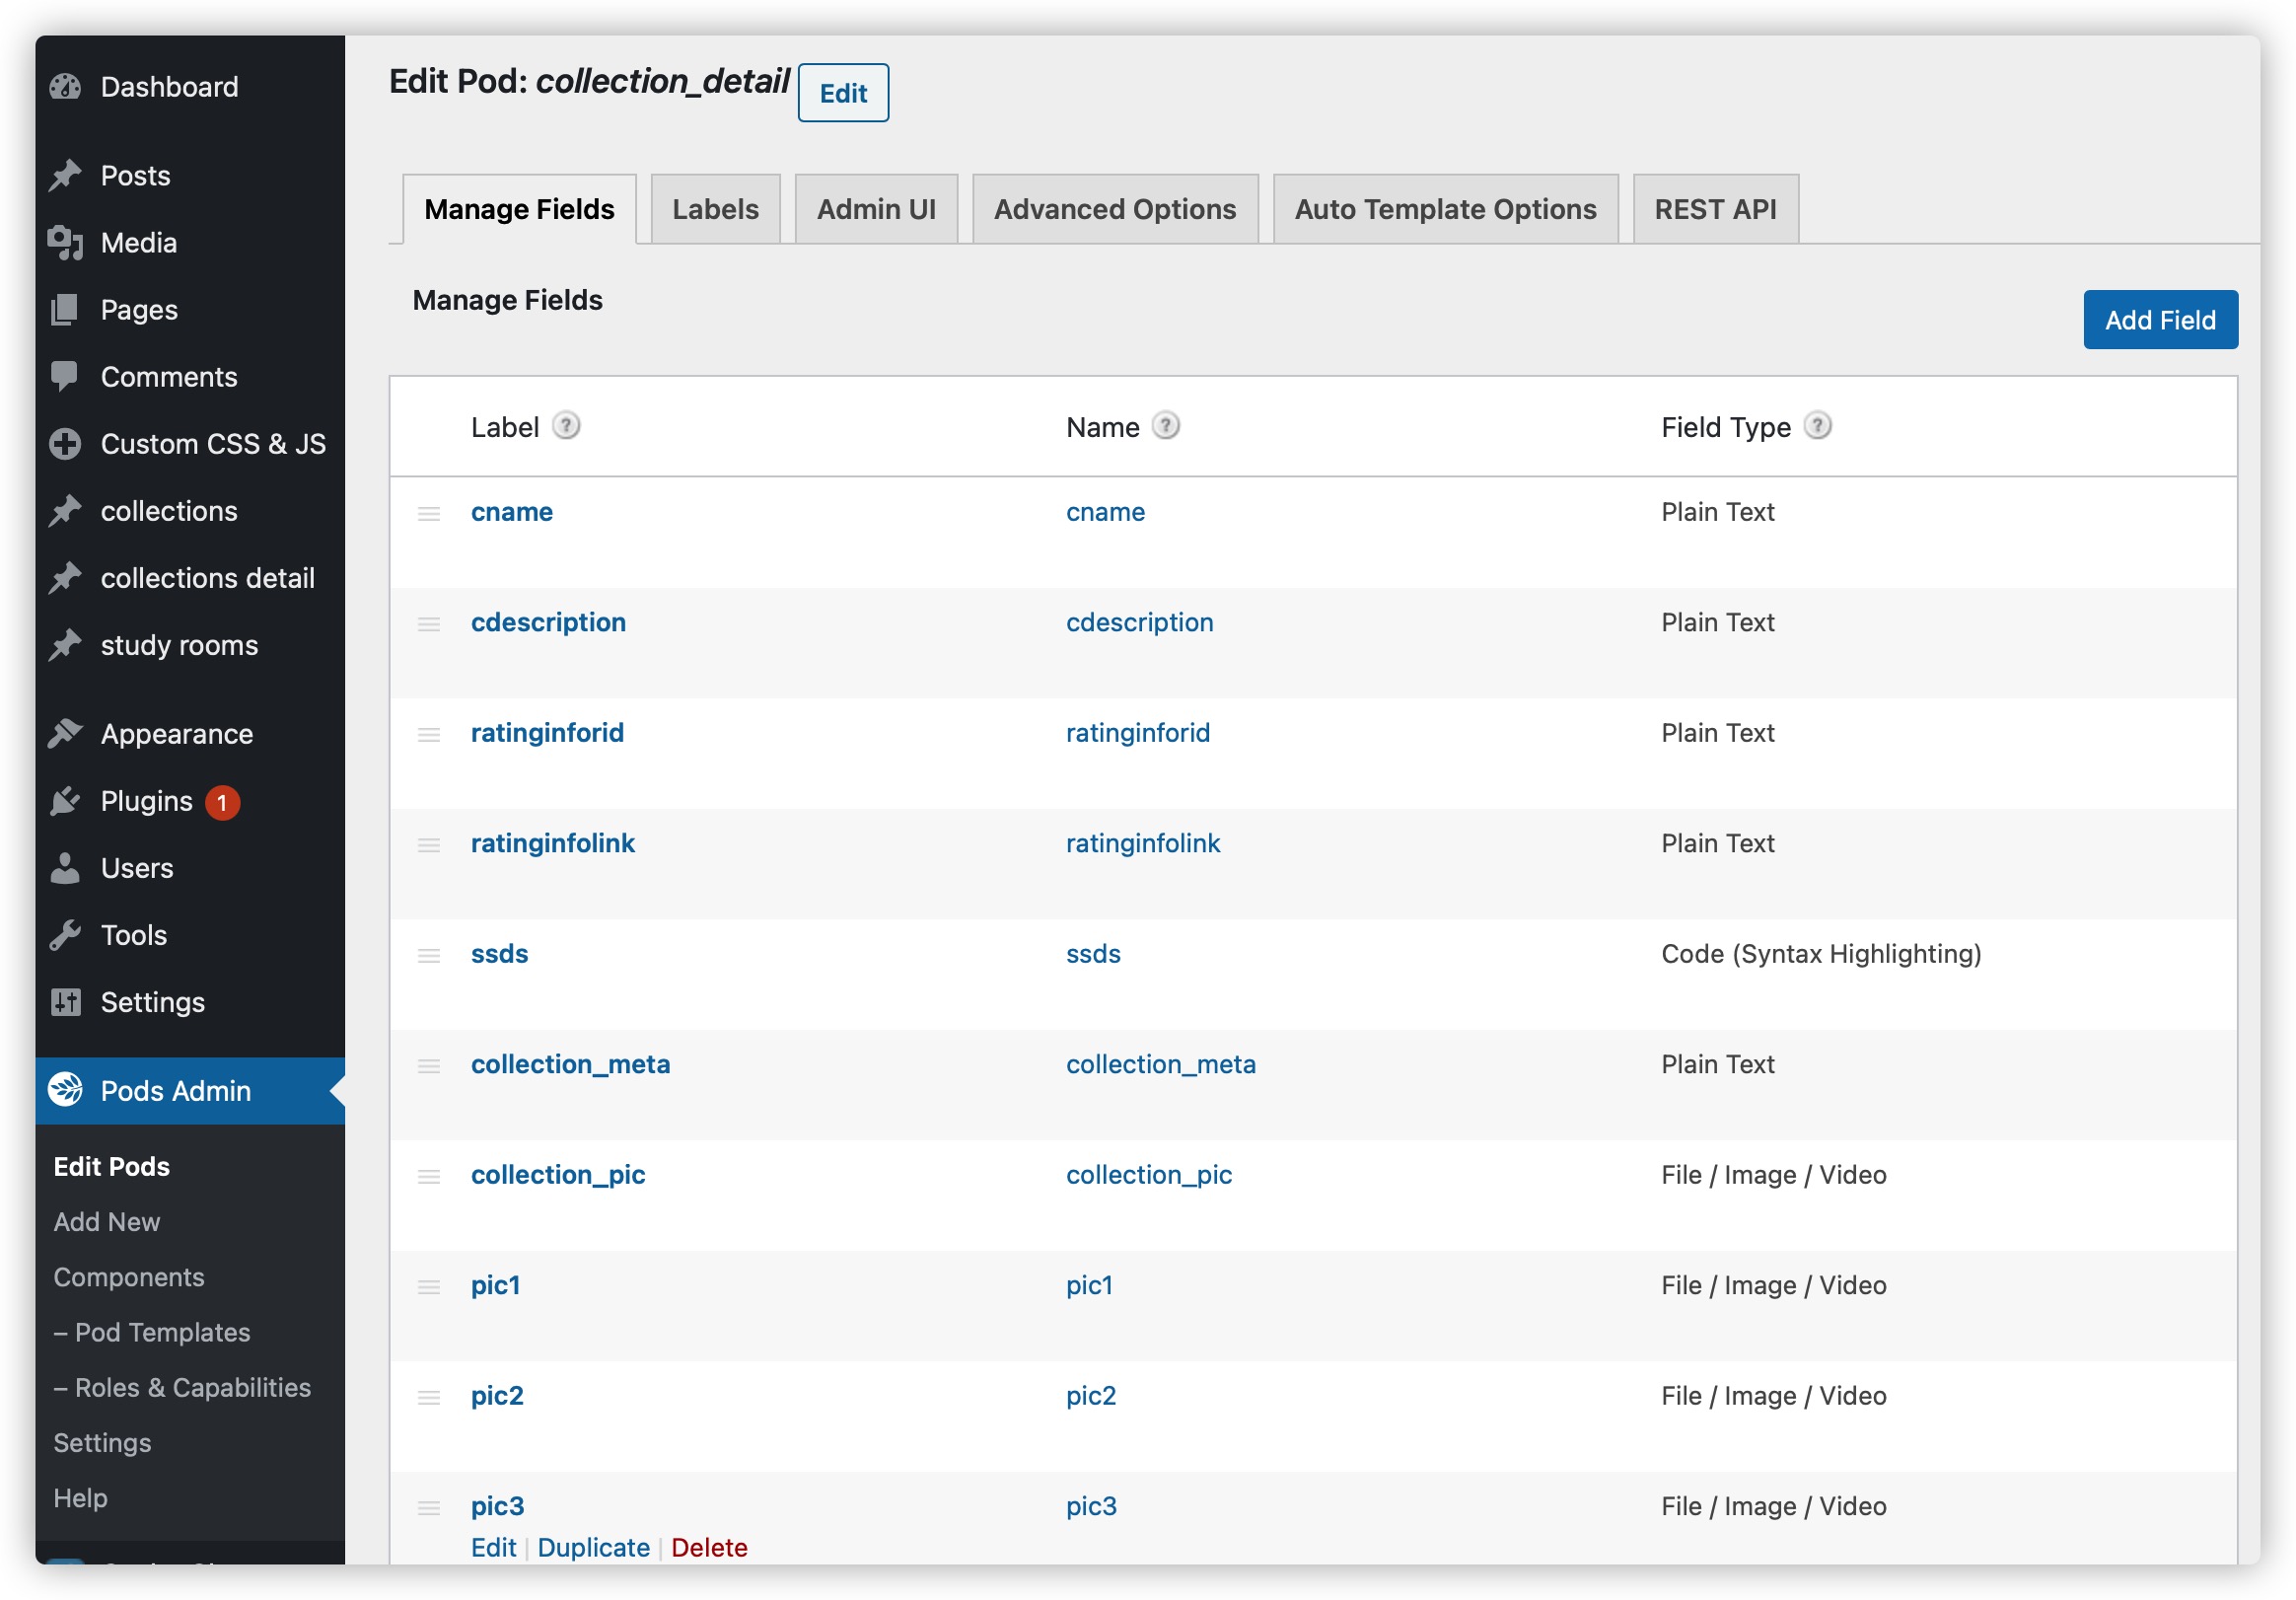 Dashboard
Posts
Media
Pages
Comments
Custom CSS & JS
collections
collections detail
study rooms
Appearance
Plugins 1
Users
Tools
Settings
Pods Admin
Edit Pods
Add New
Components
– Pod Templates
– Roles & Capabilities
Settings
Help
Edit Pod: collection_detail Edit
Manage Fields Labels Admin UI Advanced Options Auto Template Options REST API
Manage Fields
Add Field
Label ? Name ? Field Type ?
cname cname Plain Text
cdescription cdescription Plain Text
ratinginforid ratinginforid Plain Text
ratinginfolink ratinginfolink Plain Text
ssds ssds Code (Syntax Highlighting)
collection_meta collection_meta Plain Text
collection_pic collection_pic File / Image / Video
pic1 pic1 File / Image / Video
pic2 pic2 File / Image / Video
pic3 pic3 File / Image / Video
Edit | Duplicate | Delete